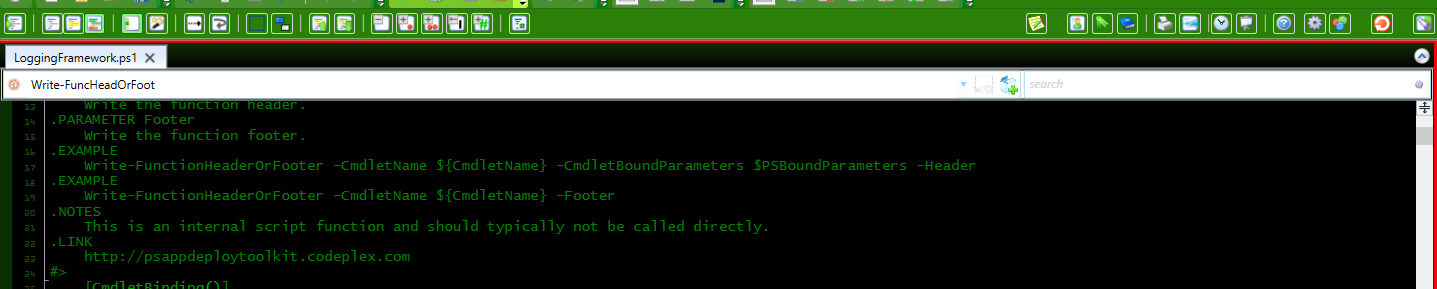 LoggingFramework.ps1
Write-FuncHeadOrFoot
search
13 Write the function header.
14 .PARAMETER Footer
15 Write the function footer.
16 .EXAMPLE
17 Write-FunctionHeaderOrFooter -CmdletName ${CmdletName} -CmdletBoundParameters $PSBoundParameters -Header
18 .EXAMPLE
19 Write-FunctionHeaderOrFooter -CmdletName ${CmdletName} -Footer
20 .NOTES
21 This is an internal script function and should typically not be called directly.
22 .LINK
23 http://psappdeploytoolkit.codeplex.com
24 #>
25 [CmdletBinding()]